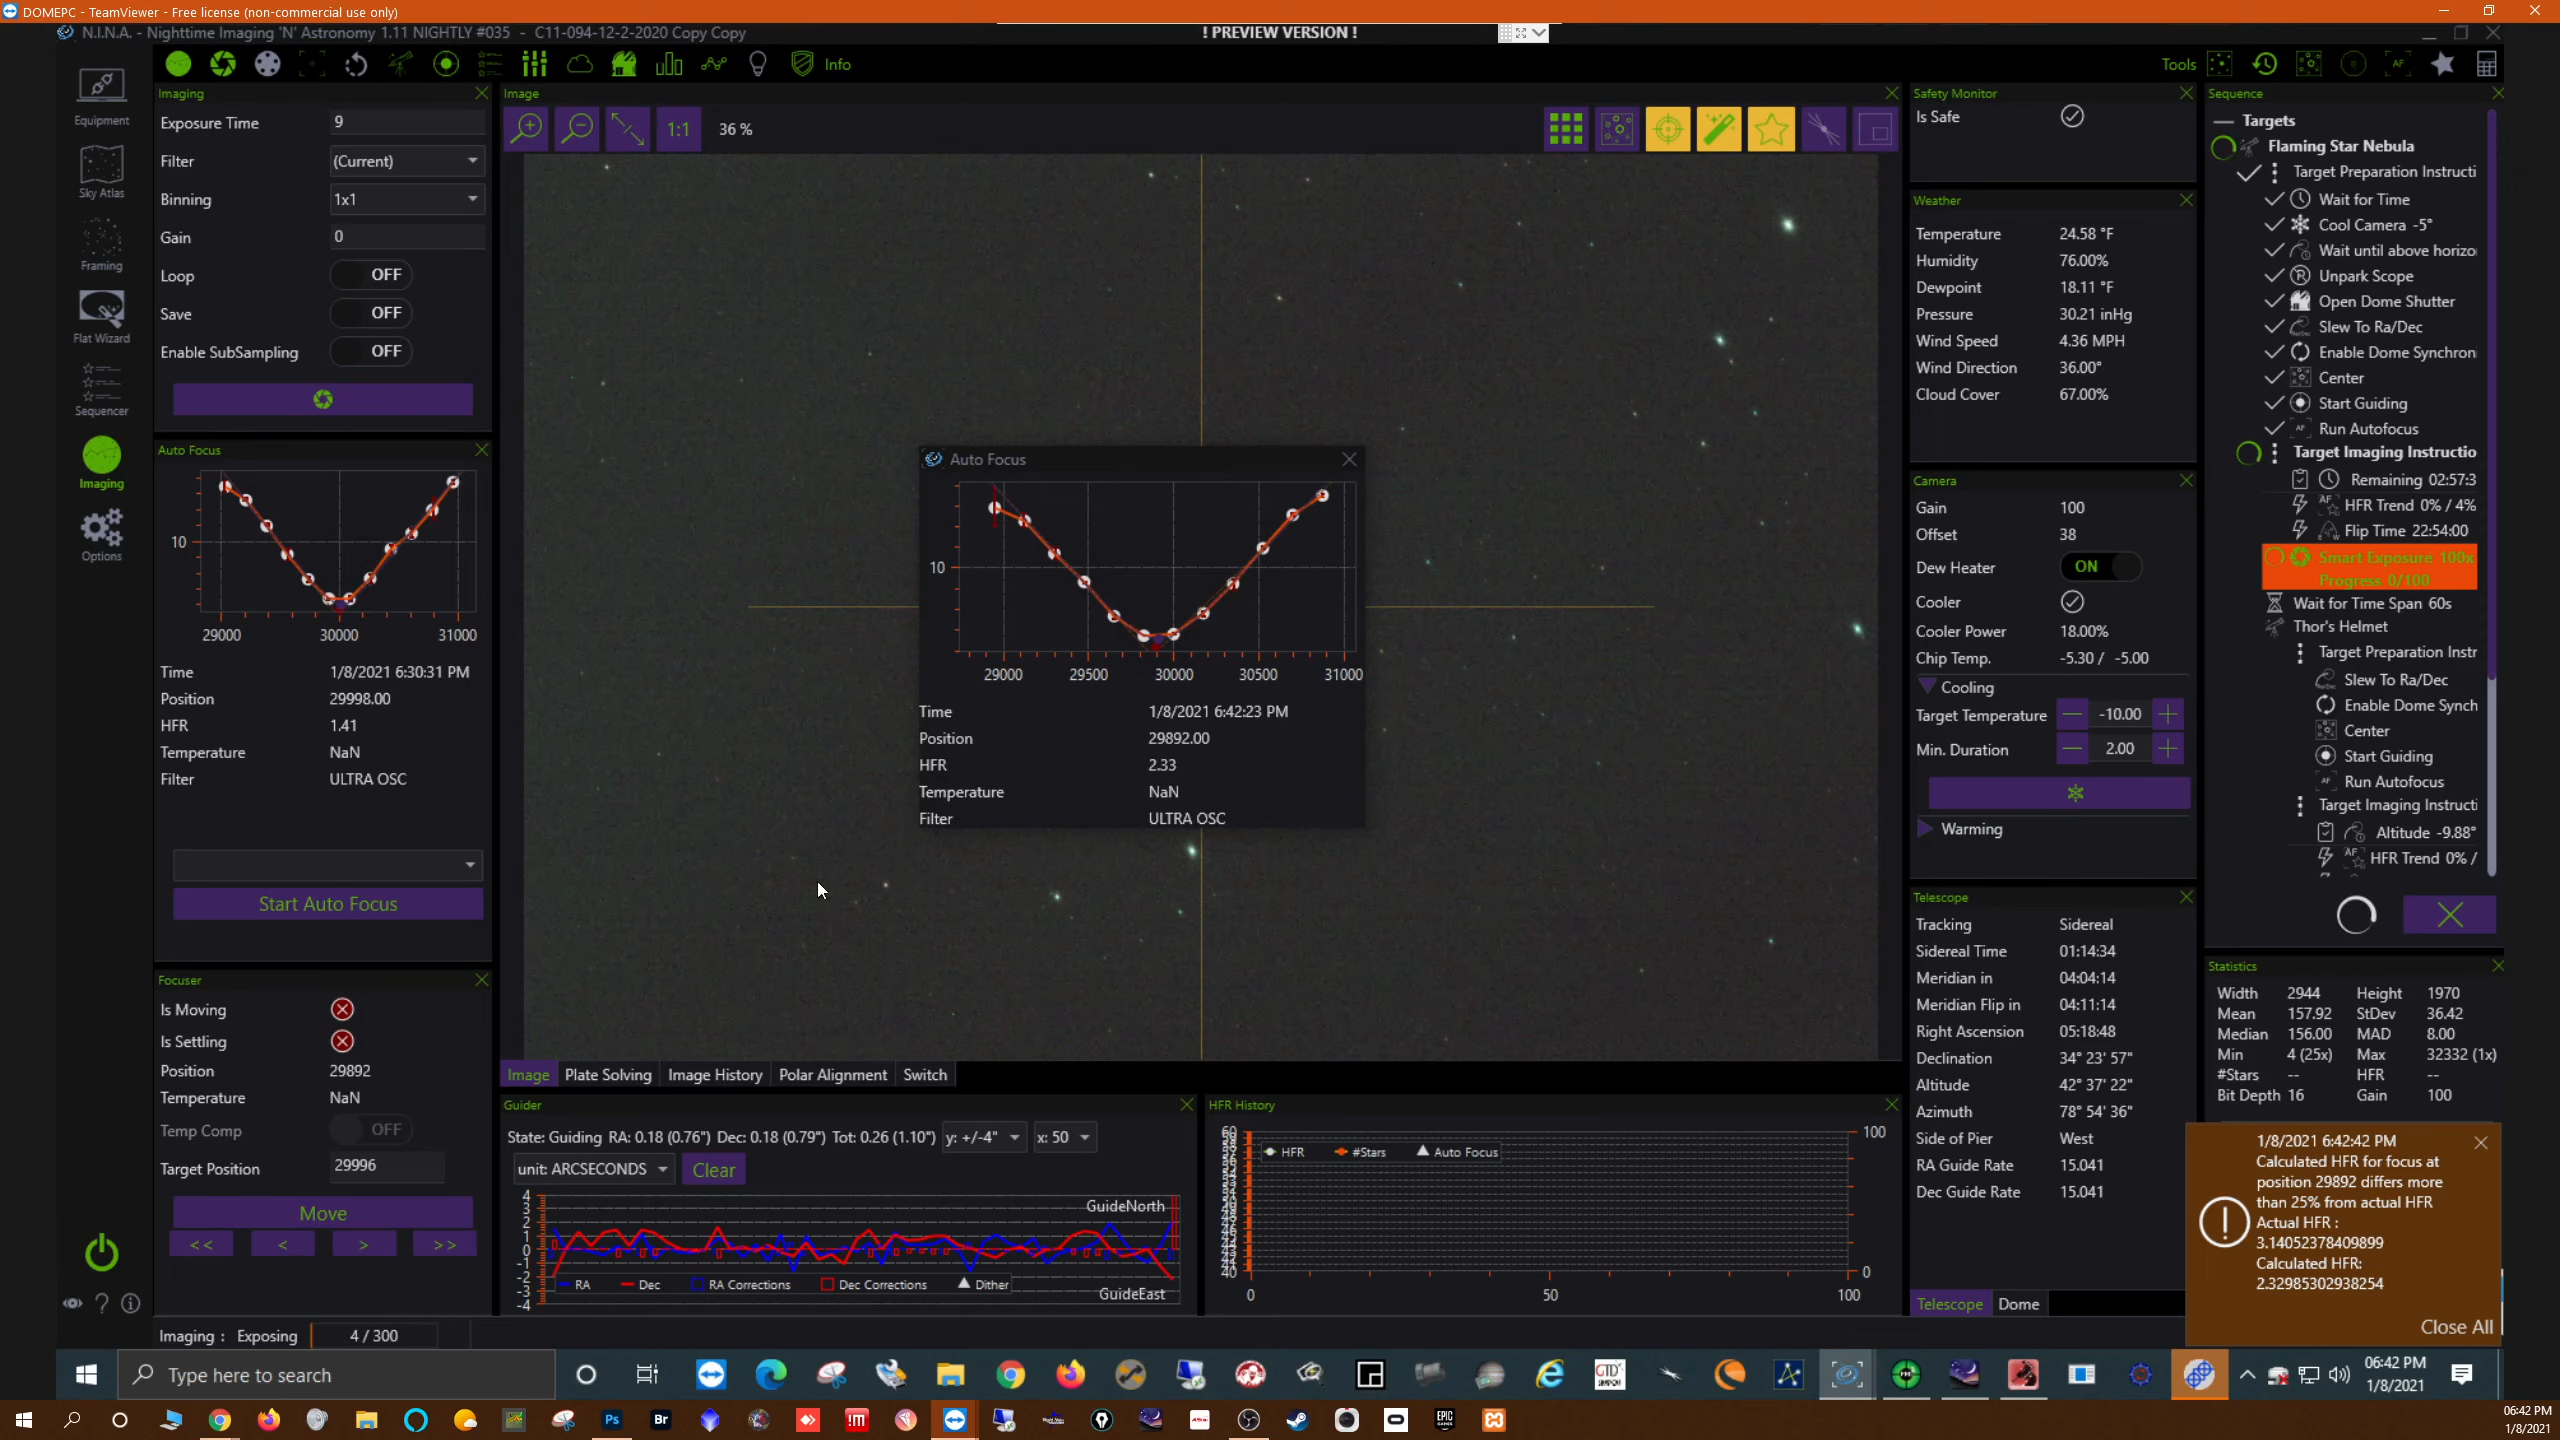 DOMEPC - TeamViewer - Free license (non-commercial use only)
N.I.N.A. - Nighttime Imaging 'N' Astronomy 1.11 NIGHTLY #035 - C11-094-12-2-2020 Copy Copy
! PREVIEW VERSION !
Info
Tools
Equipment
Sky Atlas
Framing
Flat Wizard
Sequencer
Imaging
Options
Imaging
Exposure Time 9
Filter (Current)
Binning 1x1
Gain 0
Loop OFF
Save OFF
Enable SubSampling OFF
Auto Focus
10
29000 30000 31000
Time 1/8/2021 6:30:31 PM
Position 29998.00
HFR 1.41
Temperature NaN
Filter ULTRA OSC
Start Auto Focus
Focuser
Is Moving
Is Settling
Position 29892
Temperature NaN
Temp Comp OFF
Target Position 29996
Move
<< < > >>
Imaging : Exposing 4 / 300
Image
1:1 36 %
Auto Focus
10
29000 29500 30000 30500 31000
Time 1/8/2021 6:42:23 PM
Position 29892.00
HFR 2.33
Temperature NaN
Filter ULTRA OSC
Image Plate Solving Image History Polar Alignment Switch
Guider
State: Guiding RA: 0.18 (0.76") Dec: 0.18 (0.79") Tot: 0.26 (1.10") y: +/-4" x: 50
unit: ARCSECONDS Clear
4
3
2
1
0
-1
-2
-3
-4
GuideNorth
RA Dec RA Corrections Dec Corrections Dither
GuideEast
HFR History
60
40
HFR #Stars Auto Focus
100
0
0 50 100
Safety Monitor
Is Safe
Weather
Temperature 24.58 °F
Humidity 76.00%
Dewpoint 18.11 °F
Pressure 30.21 inHg
Wind Speed 4.36 MPH
Wind Direction 36.00°
Cloud Cover 67.00%
Camera
Gain 100
Offset 38
Dew Heater ON
Cooler
Cooler Power 18.00%
Chip Temp. -5.30 / -5.00
Cooling
Target Temperature -10.00
Min. Duration 2.00
Warming
Telescope
Tracking Sidereal
Sidereal Time 01:14:34
Meridian in 04:04:14
Meridian Flip in 04:11:14
Right Ascension 05:18:48
Declination 34° 23' 57"
Altitude 42° 37' 22"
Azimuth 78° 54' 36"
Side of Pier West
RA Guide Rate 15.041
Dec Guide Rate 15.041
Telescope Dome
Sequence
Targets
Flaming Star Nebula
Target Preparation Instructi
Wait for Time
Cool Camera -5°
Wait until above horizo
Unpark Scope
Open Dome Shutter
Slew To Ra/Dec
Enable Dome Synchron
Center
Start Guiding
Run Autofocus
Target Imaging Instructio
Remaining 02:57:3
HFR Trend 0% / 4%
Flip Time 22:54:00
Smart Exposure 100x
Progress 0/100
Wait for Time Span 60s
Thor's Helmet
Target Preparation Instr
Slew To Ra/Dec
Enable Dome Synch
Center
Start Guiding
Run Autofocus
Target Imaging Instructi
Altitude -9.88°
HFR Trend 0% /
Statistics
Width 2944 Height 1970
Mean 157.92 StDev 36.42
Median 156.00 MAD 8.00
Min 4 (25x) Max 32332 (1x)
#Stars -- HFR --
Bit Depth 16 Gain 100
1/8/2021 6:42:42 PM
Calculated HFR for focus at
position 29892 differs more
than 25% from actual HFR
Actual HFR :
3.14052378409899
Calculated HFR:
2.32985302938254
Close All
Type here to search
06:42 PM
1/8/2021
Ps Br
06:42 PM
1/8/2021